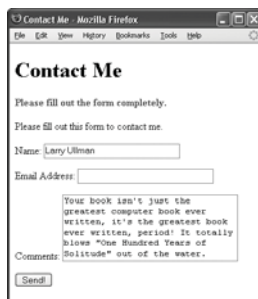 Contact Me - Mozilla Firefox
File Edit View History Bookmarks Tools Help
Contact Me
Please fill out the form completely.
Please fill out this form to contact me.
Name: Larry Ullman
Email Address:
Your book isn't just the
greatest computer book ever
written, it's the greatest book
ever written, period! It totally
blows "One Hundred Years of
Comments: Solitude" out of the water.
Send!